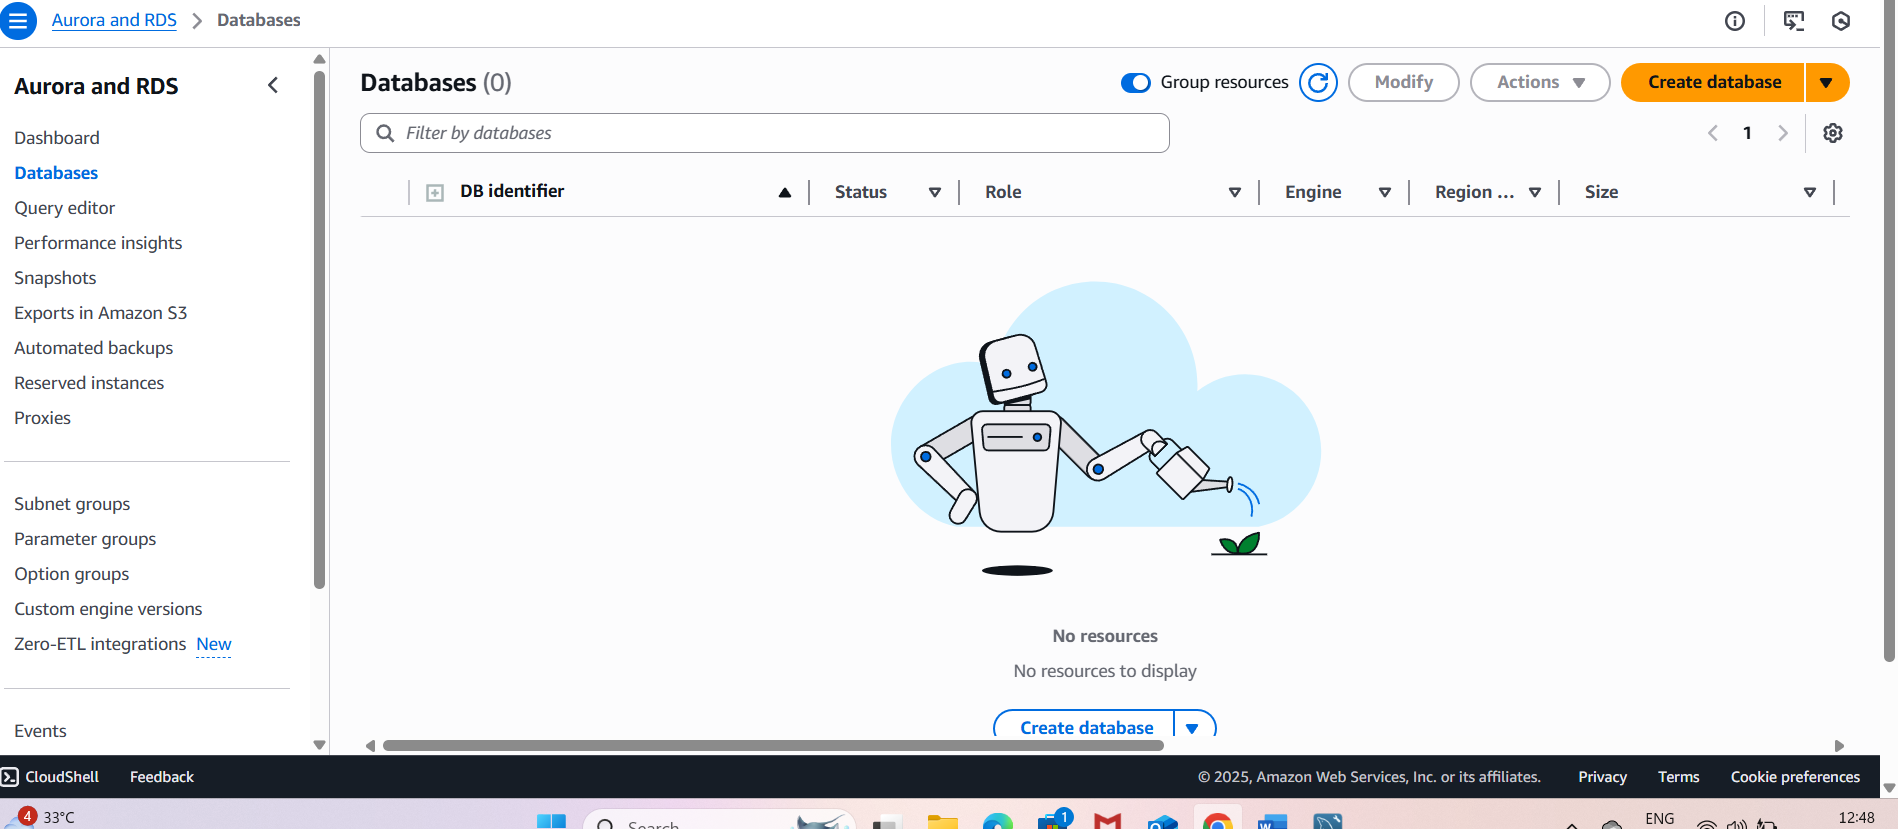 Aurora and RDS > Databases
Aurora and RDS
Dashboard
Databases
Query editor
Performance insights
Snapshots
Exports in Amazon S3
Automated backups
Reserved instances
Proxies
Subnet groups
Parameter groups
Option groups
Custom engine versions
Zero-ETL integrations New
Events
Databases (0)
Group resources
Modify
Actions
Create database
Filter by databases
1
DB identifier
Status
Role
Engine
Region ...
Size
No resources
No resources to display
Create database
CloudShell
Feedback
© 2025, Amazon Web Services, Inc. or its affiliates.
Privacy
Terms
Cookie preferences
4
33°C
Search
1
W
ENG
12:48